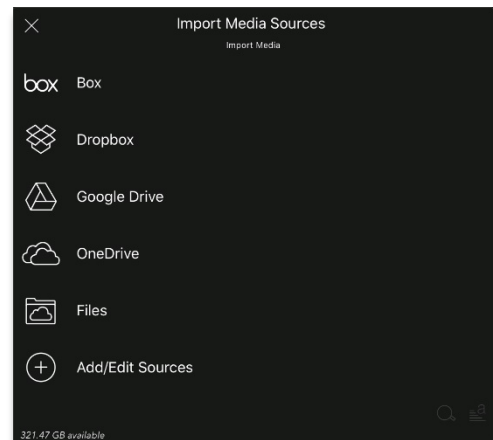 Import Media Sources
Import Media
box Box
Dropbox
Google Drive
OneDrive
Files
Add/Edit Sources
a
321.47 GB available